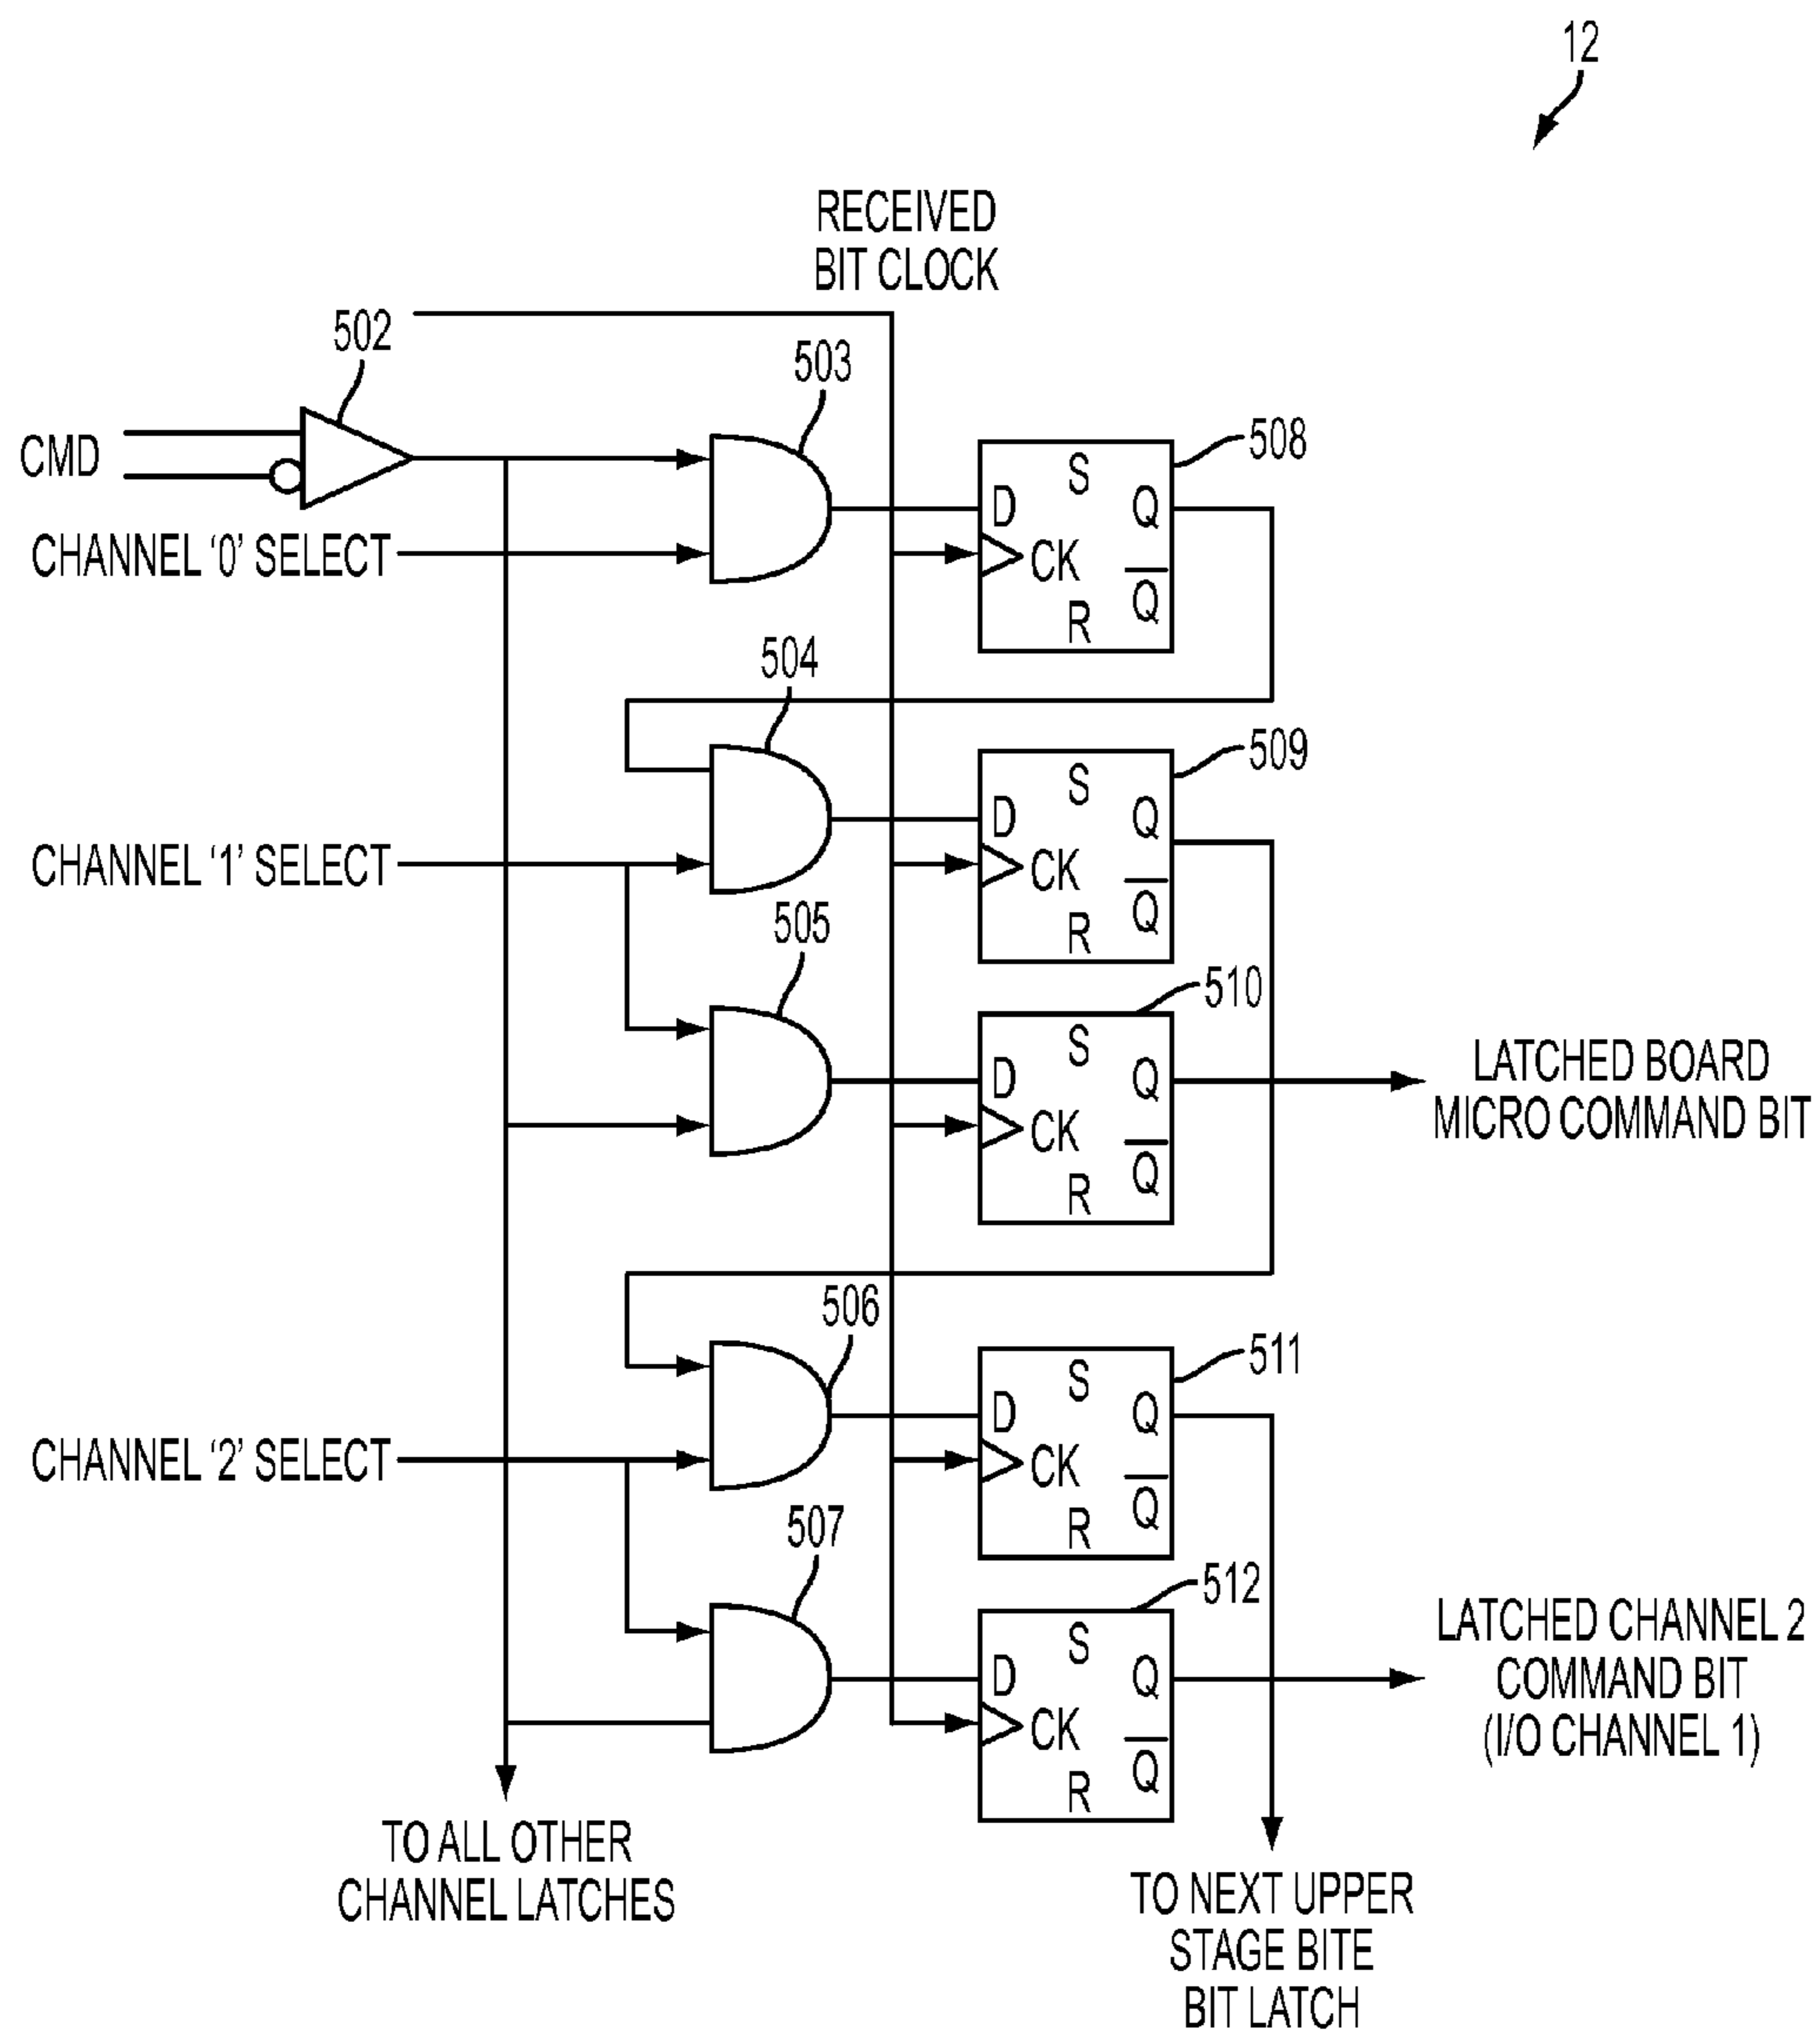 12
RECEIVED
BIT CLOCK
502
503
CMD
508
S
D
Q
CHANNEL '0' SELECT
CK
Q
R
504
509
S
D
Q
CHANNEL '1' SELECT
CK
Q
R
505
510
S
D
Q
LATCHED BOARD
MICRO COMMAND BIT
CK
Q
R
506
511
S
D
Q
CHANNEL '2' SELECT
CK
Q
R
507
512
S
D
Q
LATCHED CHANNEL 2
COMMAND BIT
(I/O CHANNEL 1)
CK
Q
R
TO ALL OTHER
CHANNEL LATCHES
TO NEXT UPPER
STAGE BITE
BIT LATCH